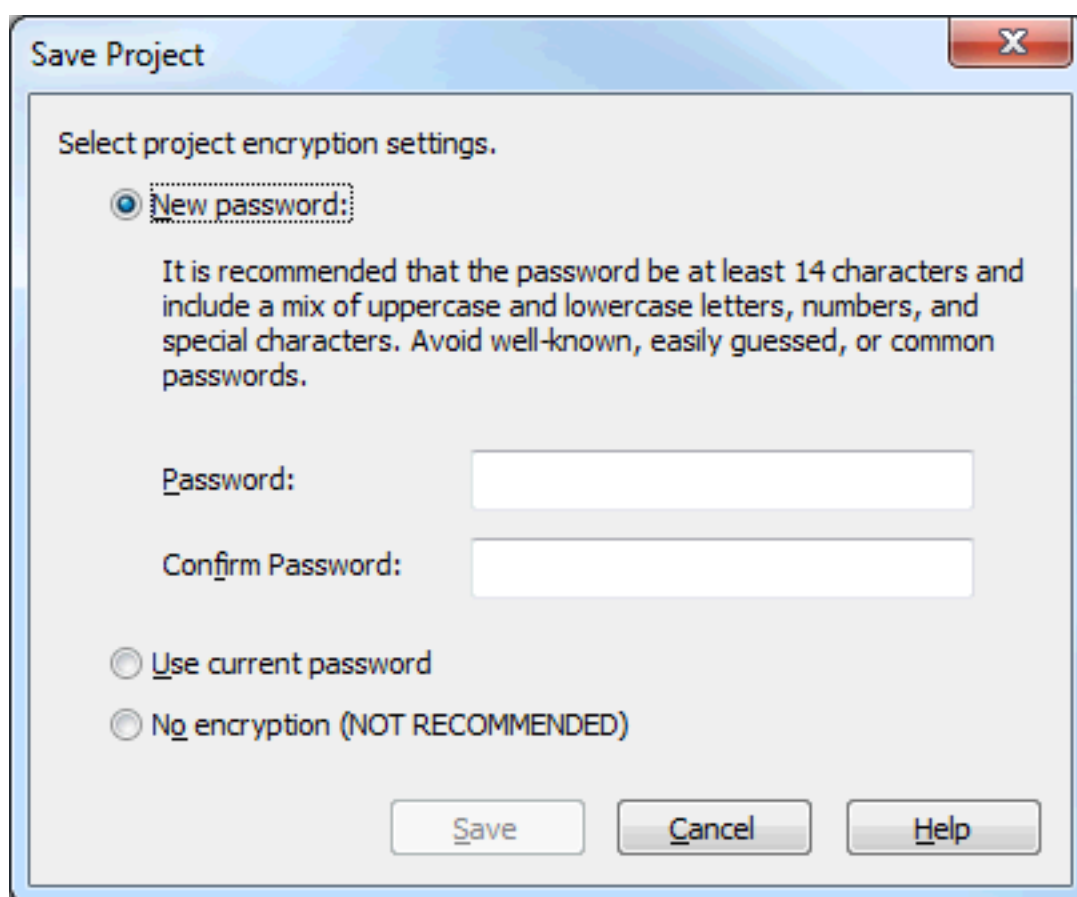 Save Project
Select project encryption settings.
New password:
It is recommended that the password be at least 14 characters and
include a mix of uppercase and lowercase letters, numbers, and
special characters. Avoid well-known, easily guessed, or common
passwords.
Password:
Confirm Password:
Use current password
No encryption (NOT RECOMMENDED)
Save Cancel Help